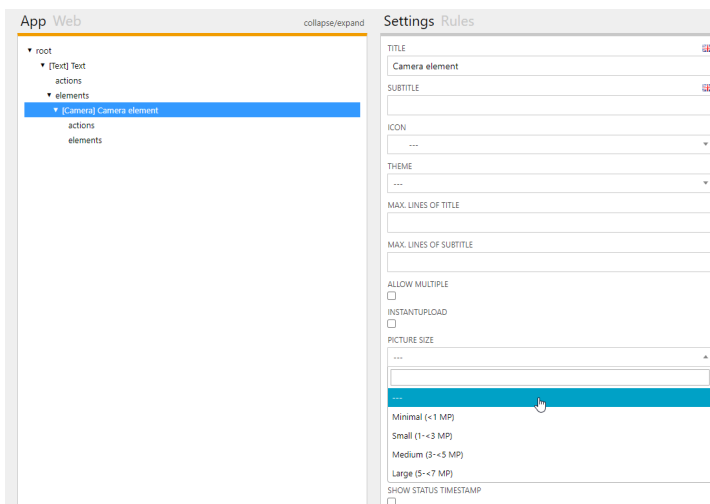 App Web
collapse/expand
root
[Text] Text
actions
elements
[Camera] Camera element
actions
elements
Settings Rules
TITLE
Camera element
SUBTITLE
ICON
---
THEME
---
MAX. LINES OF TITLE
MAX. LINES OF SUBTITLE
ALLOW MULTIPLE
INSTANTUPLOAD
PICTURE SIZE
---
---
Minimal (<1 MP)
Small (1-<3 MP)
Medium (3-<5 MP)
Large (5-<7 MP)
SHOW STATUS TIMESTAMP